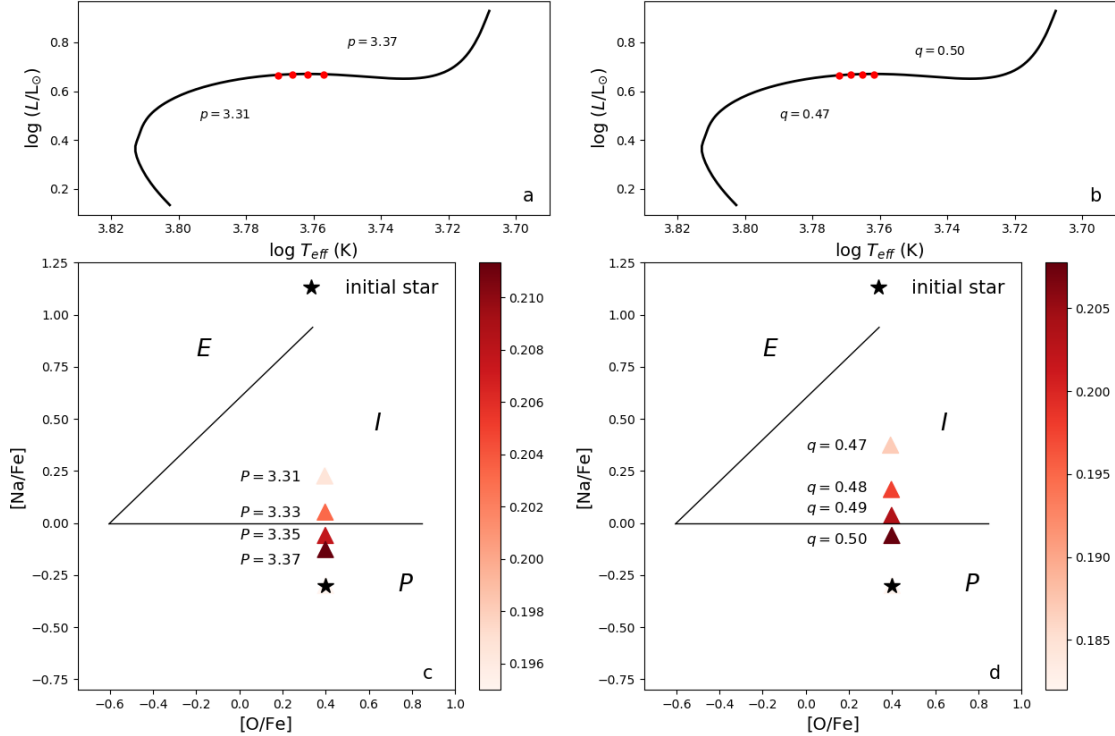 0.8
0.6
0.4
0.2
log (L/L☉)
p = 3.37
p = 3.31
a
3.82 3.80 3.78 3.76 3.74 3.72 3.70
log T_eff (K)
0.8
0.6
0.4
0.2
log (L/L☉)
q = 0.50
q = 0.47
b
3.82 3.80 3.78 3.76 3.74 3.72 3.70
log T_eff (K)
1.25
1.00
0.75
0.50
0.25
0.00
−0.25
−0.50
−0.75
[Na/Fe]
initial star
E
I
P = 3.31
P = 3.33
P = 3.35
P = 3.37
P
c
−0.6 −0.4 −0.2 0.0 0.2 0.4 0.6 0.8 1.0
[O/Fe]
0.210
0.208
0.206
0.204
0.202
0.200
0.198
0.196
1.25
1.00
0.75
0.50
0.25
0.00
−0.25
−0.50
−0.75
[Na/Fe]
initial star
E
I
q = 0.47
q = 0.48
q = 0.49
q = 0.50
P
d
−0.6 −0.4 −0.2 0.0 0.2 0.4 0.6 0.8 1.0
[O/Fe]
0.205
0.200
0.195
0.190
0.185